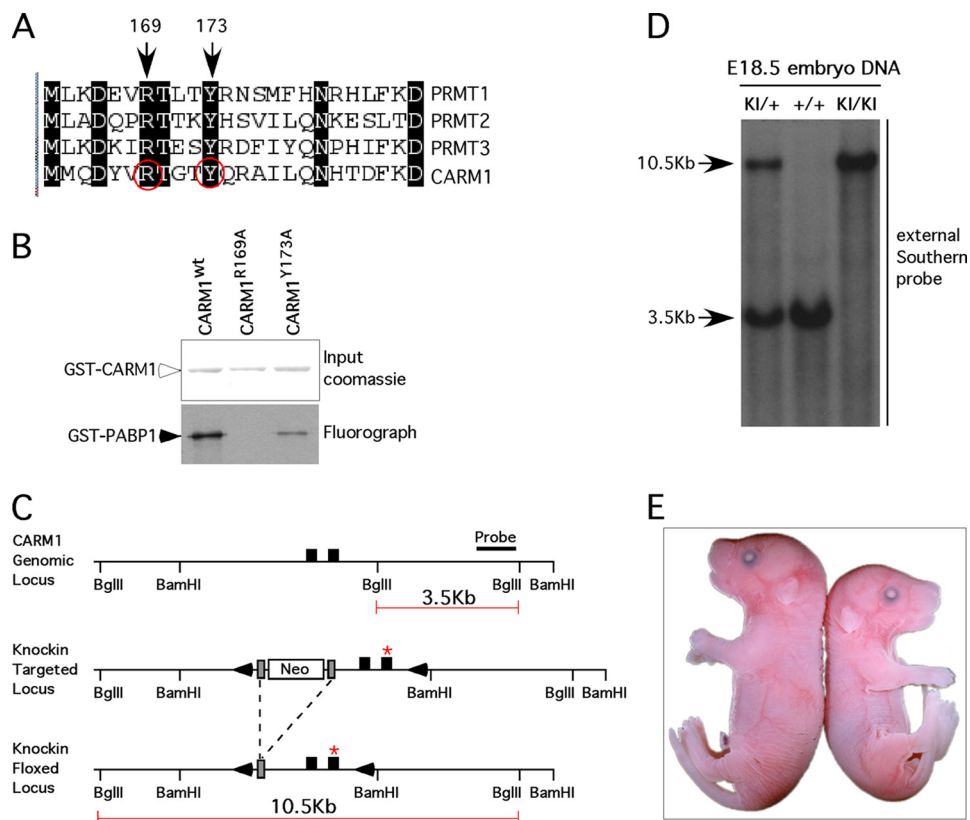 A
169 173
MLKDEVRTLTYRNSMFHNRHLFKD PRMT1
MLADQPRTTKYHSVILQNKESLTD PRMT2
MLKDKIRTESYRDFIYQNPHIFKD PRMT3
MMQDYVRTGTYQRAILQNHTDFKD CARM1
B
CARM1wt CARM1R169A CARM1Y173A
GST-CARM1
Input
coomassie
GST-PABP1
Fluorograph
C
CARM1
Genomic
Locus
Probe
BglII BamHI BglII BglII BamHI
3.5Kb
Knockin
Targeted
Locus
Neo
*
BglII BamHI BamHI BglII BamHI
Knockin
Floxed
Locus
*
BglII BamHI BamHI BglII BamHI
10.5Kb
D
E18.5 embryo DNA
KI/+ +/+ KI/KI
10.5Kb
3.5Kb
external
Southern
probe
E